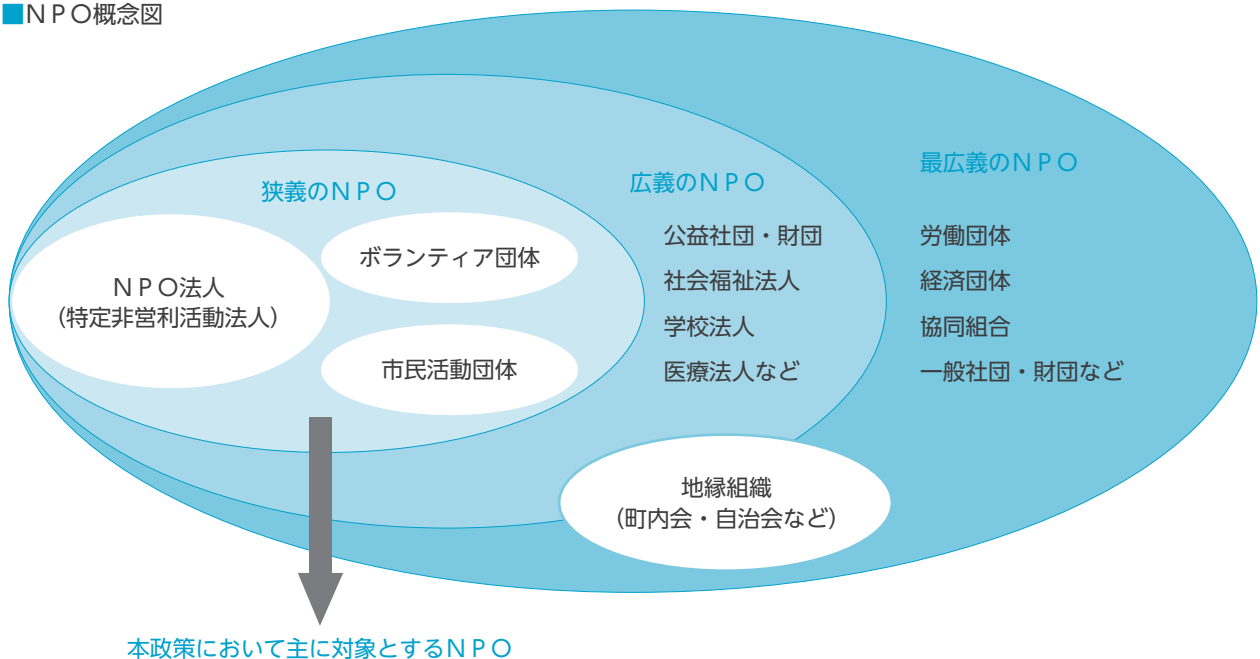 ■ＮＰＯ概念図
狭義のＮＰＯ
ＮＰＯ法人
（特定非営利活動法人）
ボランティア団体
市民活動団体
広義のＮＰＯ
公益社団・財団
社会福祉法人
学校法人
医療法人など
最広義のＮＰＯ
労働団体
経済団体
協同組合
一般社団・財団など
地縁組織
（町内会・自治会など）
本政策において主に対象とするＮＰＯ